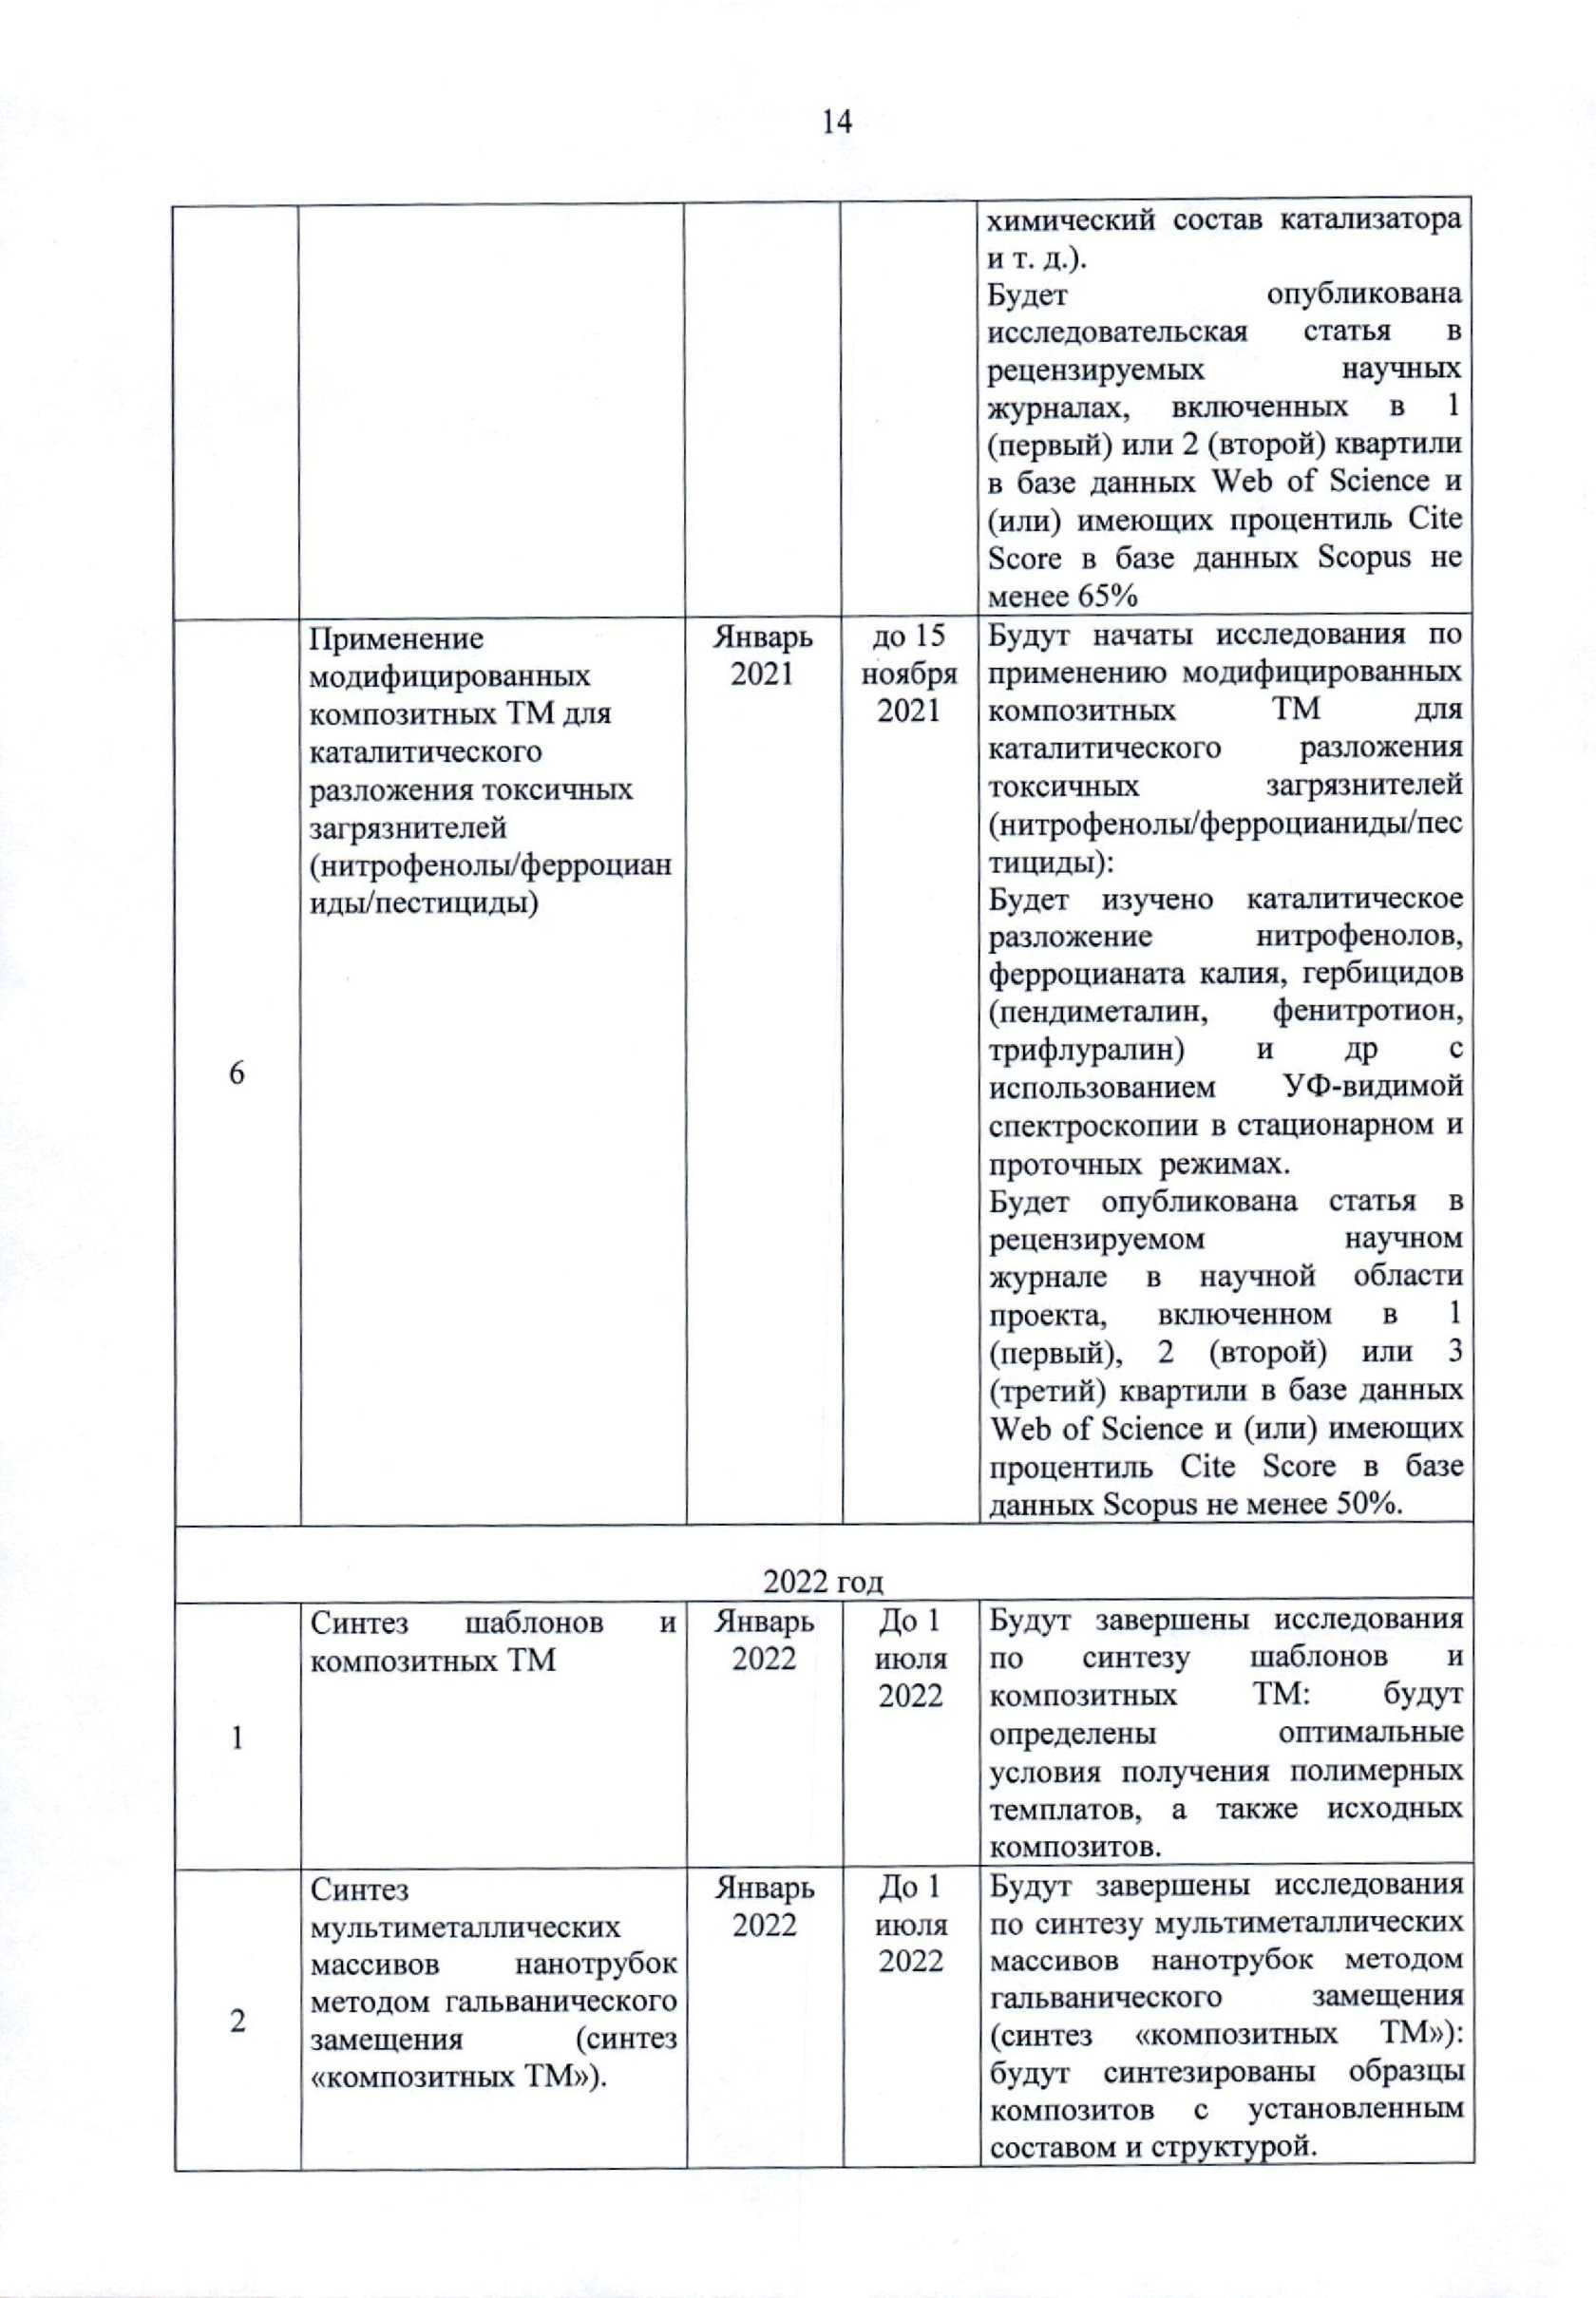 14
химический состав катализатора
и т. д.).
Будет опубликована
исследовательская статья в
рецензируемых научных
журналах, включенных в 1
(первый) или 2 (второй) квартили
в базе данных Web of Science и
(или) имеющих процентиль Cite
Score в базе данных Scopus не
менее 65%
6
Применение
модифицированных
композитных ТМ для
каталитического
разложения токсичных
загрязнителей
(нитрофенолы/ферроциан
иды/пестициды)
Январь
2021
до 15
ноября
2021
Будут начаты исследования по
применению модифицированных
композитных ТМ для
каталитического разложения
токсичных загрязнителей
(нитрофенолы/ферроцианиды/пес
тициды):
Будет изучено каталитическое
разложение нитрофенолов,
ферроцианата калия, гербицидов
(пендиметалин, фенитротион,
трифлуралин) и др с
использованием УФ-видимой
спектроскопии в стационарном и
проточных режимах.
Будет опубликована статья в
рецензируемом научном
журнале в научной области
проекта, включенном в 1
(первый), 2 (второй) или 3
(третий) квартили в базе данных
Web of Science и (или) имеющих
процентиль Cite Score в базе
данных Scopus не менее 50%.
2022 год
1
Синтез шаблонов и
композитных ТМ
Январь
2022
До 1
июля
2022
Будут завершены исследования
по синтезу шаблонов и
композитных ТМ: будут
определены оптимальные
условия получения полимерных
темплатов, а также исходных
композитов.
2
Синтез
мультиметаллических
массивов нанотрубок
методом гальванического
замещения (синтез
«композитных ТМ»).
Январь
2022
До 1
июля
2022
Будут завершены исследования
по синтезу мультиметаллических
массивов нанотрубок методом
гальванического замещения
(синтез «композитных ТМ»):
будут синтезированы образцы
композитов с установленным
составом и структурой.